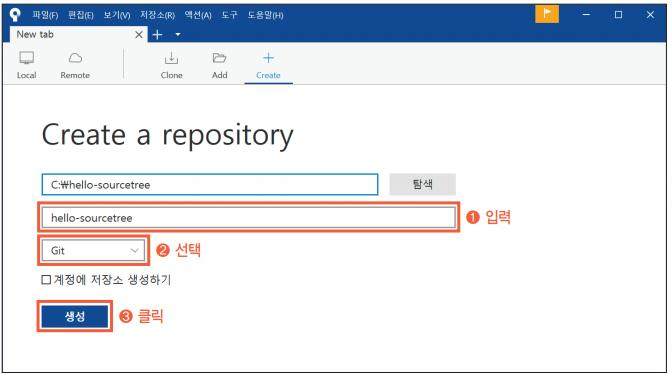 파일(F) 편집(E) 보기(V) 저장소(R) 액션(A) 도구 도움말(H)
New tab
Local Remote Clone Add Create
Create a repository
C:₩hello-sourcetree 탐색
hello-sourcetree ❶ 입력
Git ❷ 선택
계정에 저장소 생성하기
생성 ❸ 클릭